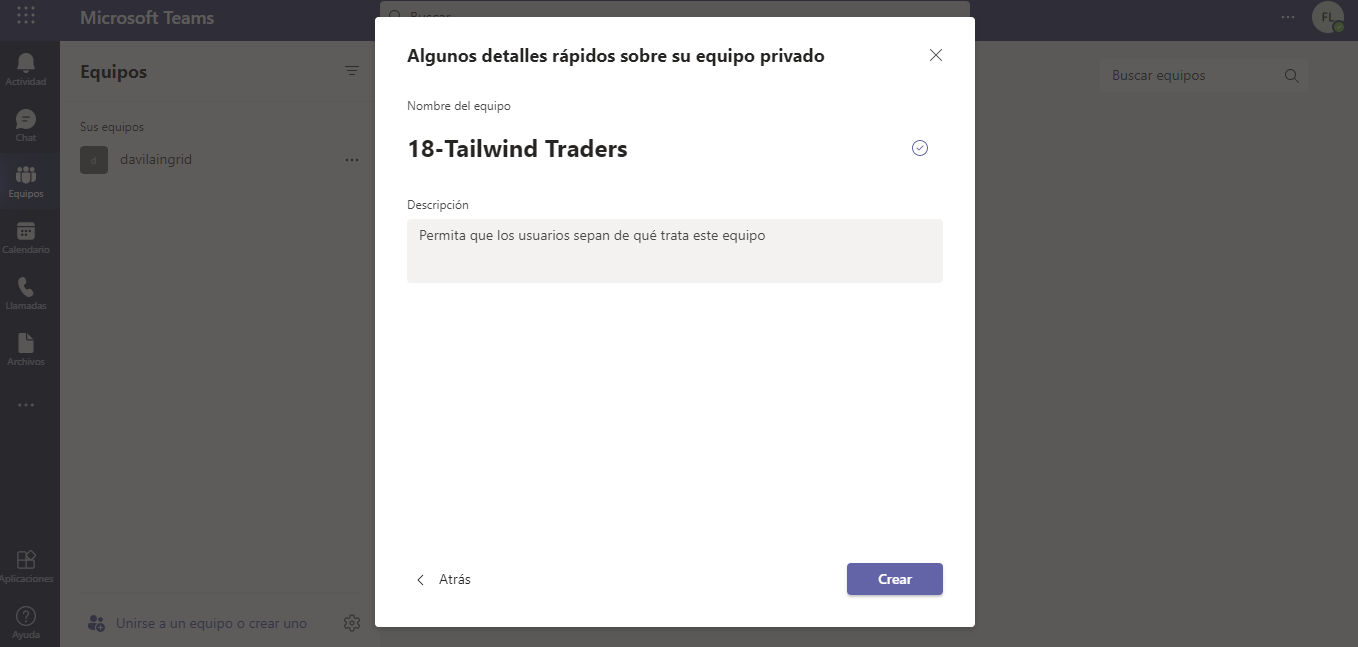 Microsoft Teams
Buscar
FL
Actividad
Chat
Equipos
Calendario
Llamadas
Archivos
Aplicaciones
Ayuda
Equipos
Sus equipos
d
davilaingrid
Unirse a un equipo o crear uno
Buscar equipos
Algunos detalles rápidos sobre su equipo privado
Nombre del equipo
18-Tailwind Traders
Descripción
Permita que los usuarios sepan de qué trata este equipo
Atrás
Crear